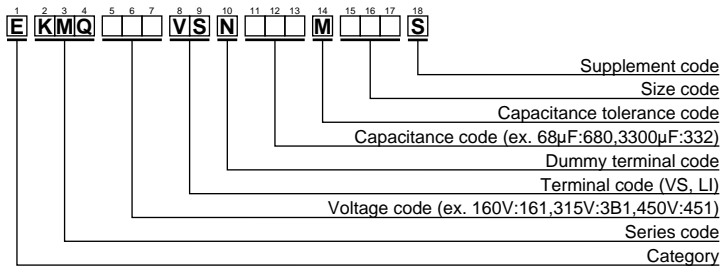 1 2 3 4 5 6 7 8 9 10 11 12 13 14 15 16 17 18
E KMQ VS N M S
Supplement code
Size code
Capacitance tolerance code
Capacitance code (ex. 68μF:680,3300μF:332)
Dummy terminal code
Terminal code (VS, LI)
Voltage code (ex. 160V:161,315V:3B1,450V:451)
Series code
Category